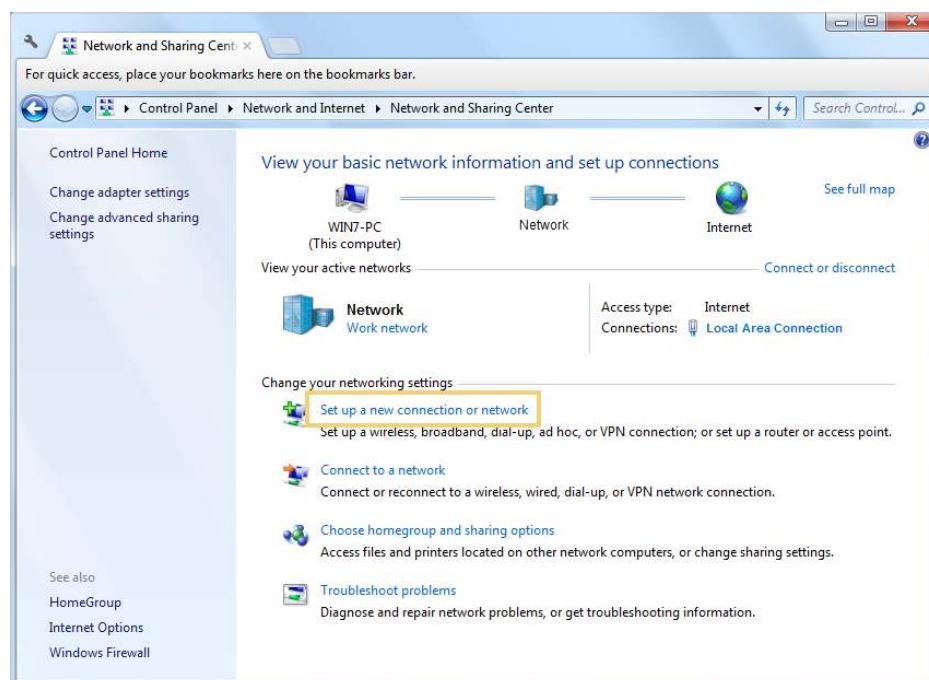 Network and Sharing Cent
For quick access, place your bookmarks here on the bookmarks bar.
Control Panel Network and Internet Network and Sharing Center
Search Control...
Control Panel Home
Change adapter settings
Change advanced sharing
settings
See also
HomeGroup
Internet Options
Windows Firewall
View your basic network information and set up connections
See full map
WIN7-PC
(This computer)
Network
Internet
View your active networks
Connect or disconnect
Network
Work network
Access type: Internet
Connections: Local Area Connection
Change your networking settings
Set up a new connection or network
Set up a wireless, broadband, dial-up, ad hoc, or VPN connection; or set up a router or access point.
Connect to a network
Connect or reconnect to a wireless, wired, dial-up, or VPN network connection.
Choose homegroup and sharing options
Access files and printers located on other network computers, or change sharing settings.
Troubleshoot problems
Diagnose and repair network problems, or get troubleshooting information.